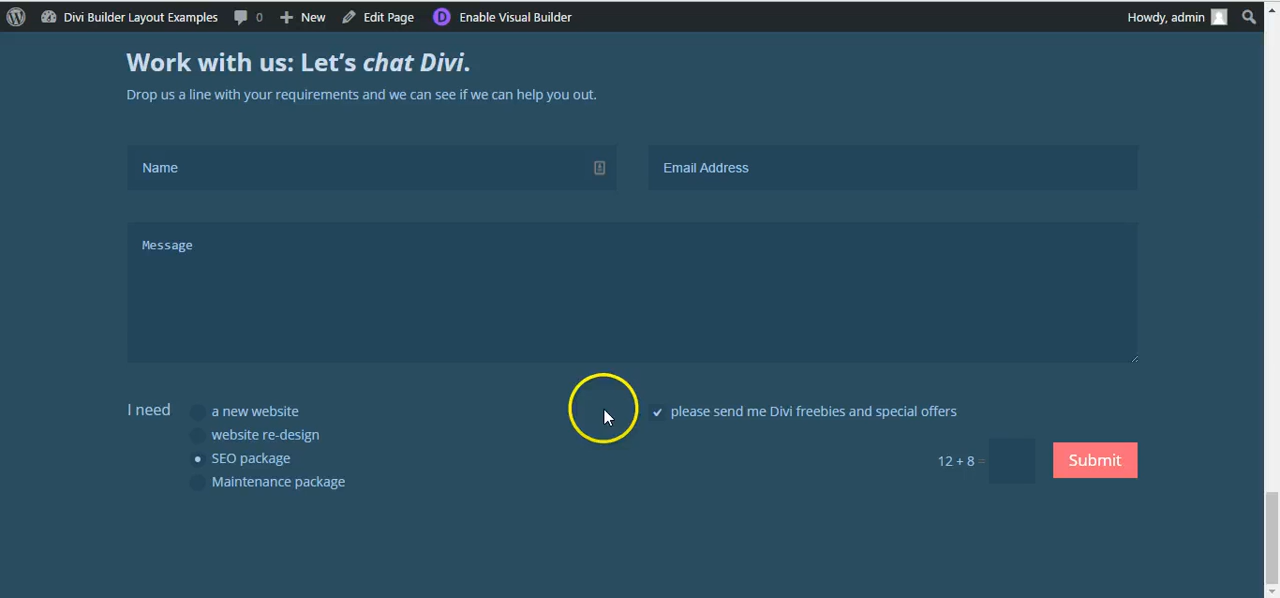 Divi Builder Layout Examples 0 New Edit Page D Enable Visual Builder Howdy, admin
Work with us: Let's chat Divi.
Drop us a line with your requirements and we can see if we can help you out.
Name Email Address
Message
I need a new website please send me Divi freebies and special offers
website re-design
SEO package 12 + 8 = Submit
Maintenance package